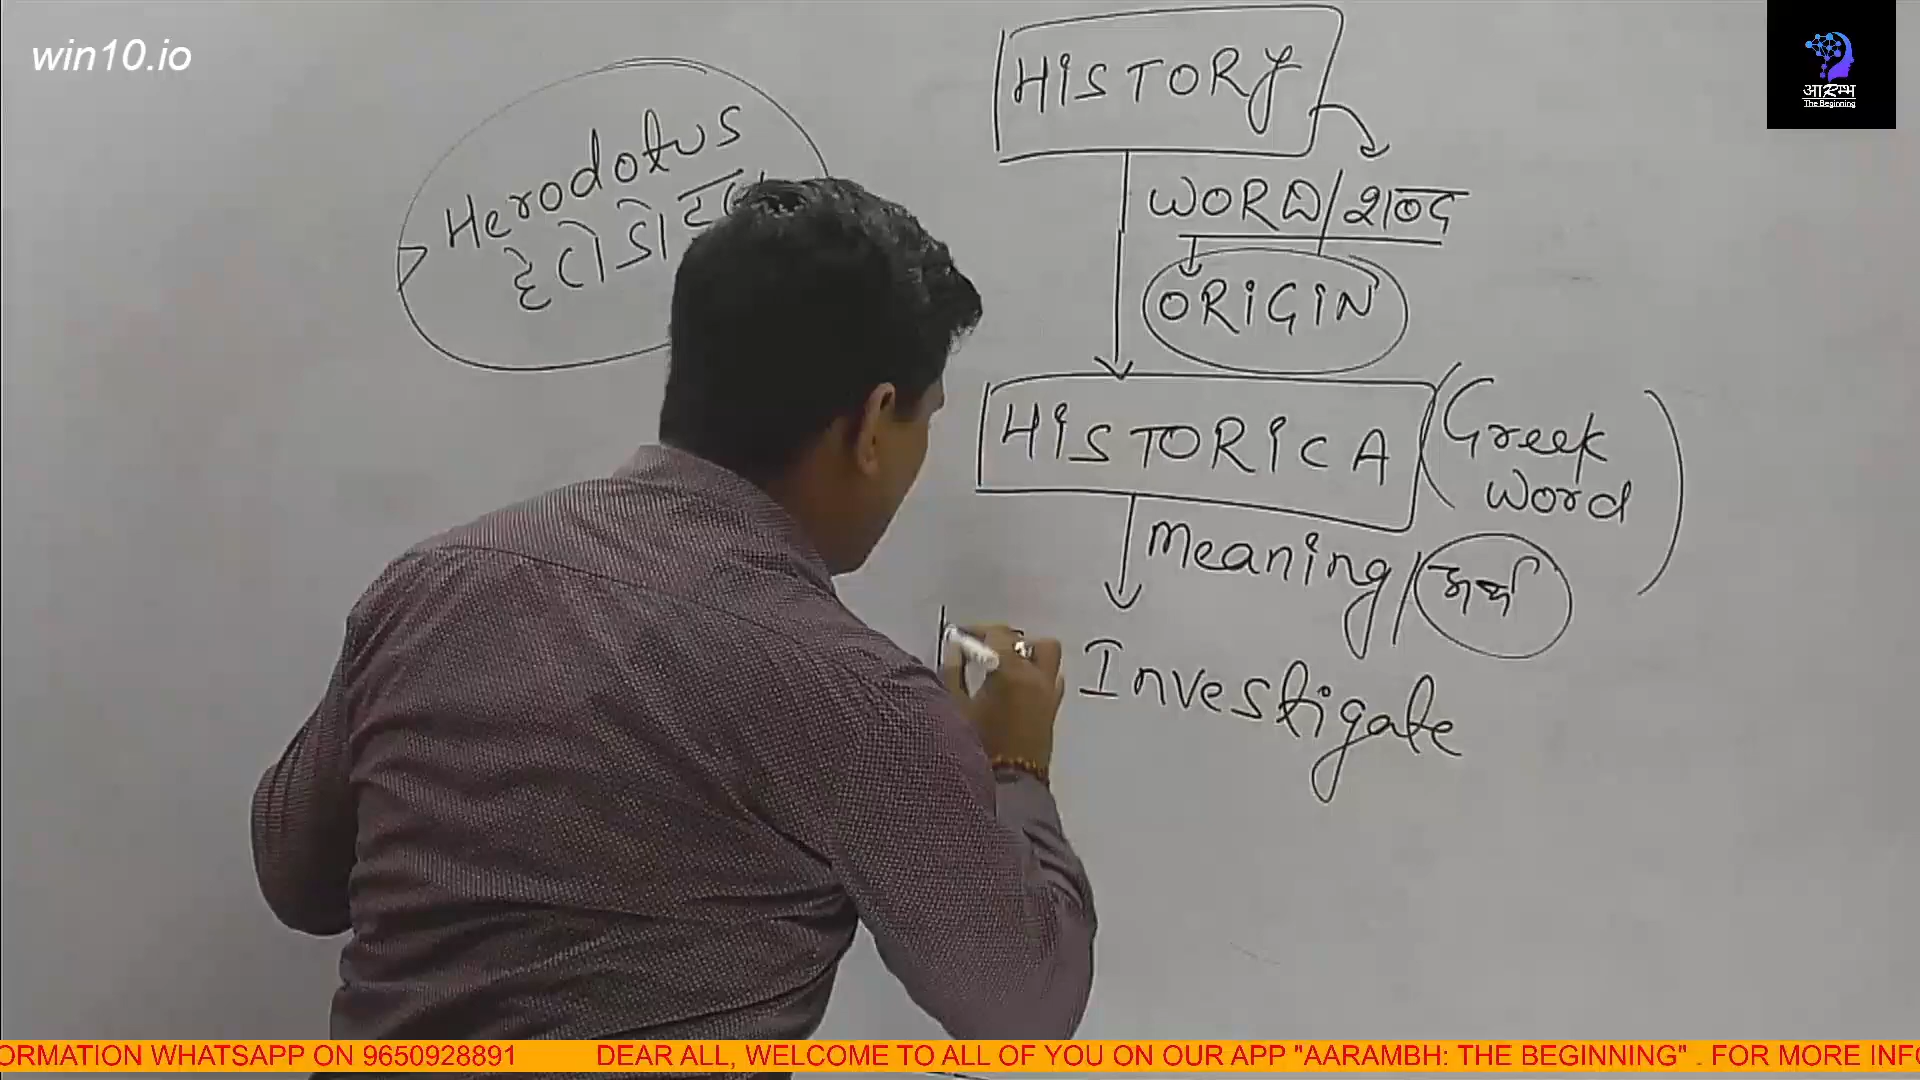 win10.io
आरम्भ
The Beginning
Herodotus
HISTORY
WORD/शब्द
ORIGIN
HISTORICA (Greek
word)
Meaning/अर्थ
Investigate
ORMATION WHATSAPP ON 9650928891 DEAR ALL, WELCOME TO ALL OF YOU ON OUR APP "AARAMBH: THE BEGINNING" . FOR MORE INFO